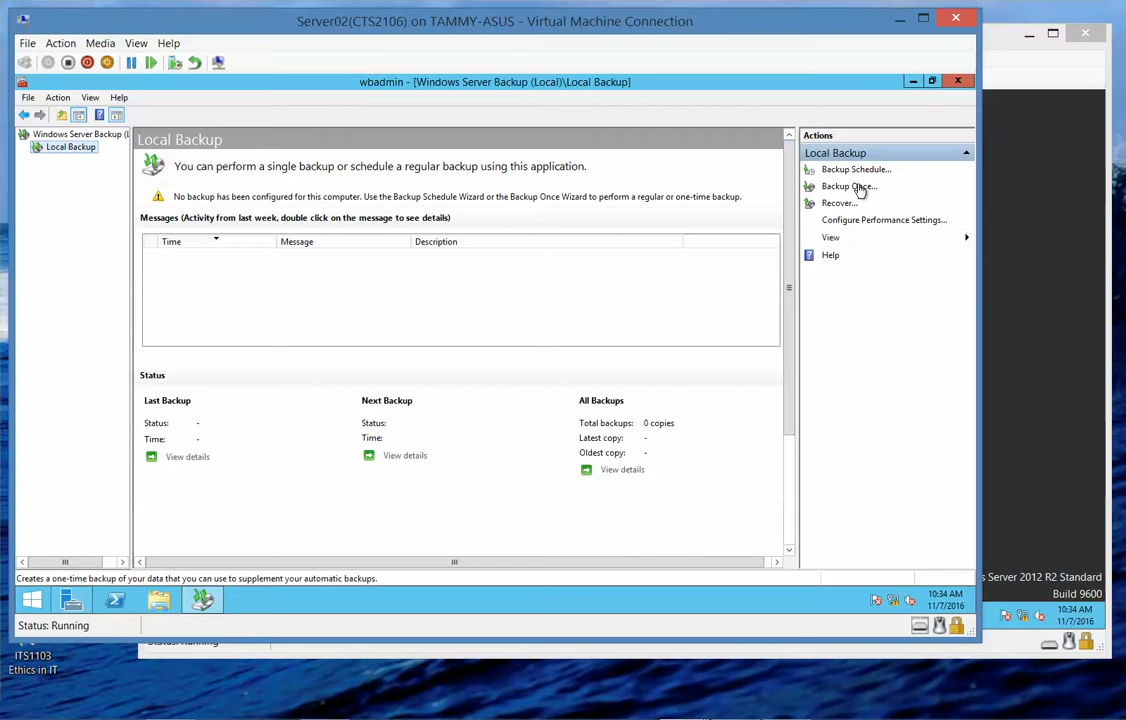 Server02(CTS2106) on TAMMY-ASUS - Virtual Machine Connection
File Action Media View Help
wbadmin - [Windows Server Backup (Local)\Local Backup]
File Action View Help
Windows Server Backup (L
Local Backup
Local Backup
You can perform a single backup or schedule a regular backup using this application.
No backup has been configured for this computer. Use the Backup Schedule Wizard or the Backup Once Wizard to perform a regular or one-time backup.
Messages (Activity from last week, double click on the message to see details)
Time Message Description
Status
Last Backup
Status: -
Time: -
View details
Next Backup
Status:
Time:
View details
All Backups
Total backups: 0 copies
Latest copy: -
Oldest copy: -
View details
Actions
Local Backup
Backup Schedule...
Backup Once...
Recover...
Configure Performance Settings...
View
Help
Creates a one-time backup of your data that you can use to supplement your automatic backups.
10:34 AM
11/7/2016
Status: Running
s Server 2012 R2 Standard
Build 9600
10:34 AM
11/7/2016
ITS1103
Ethics in IT